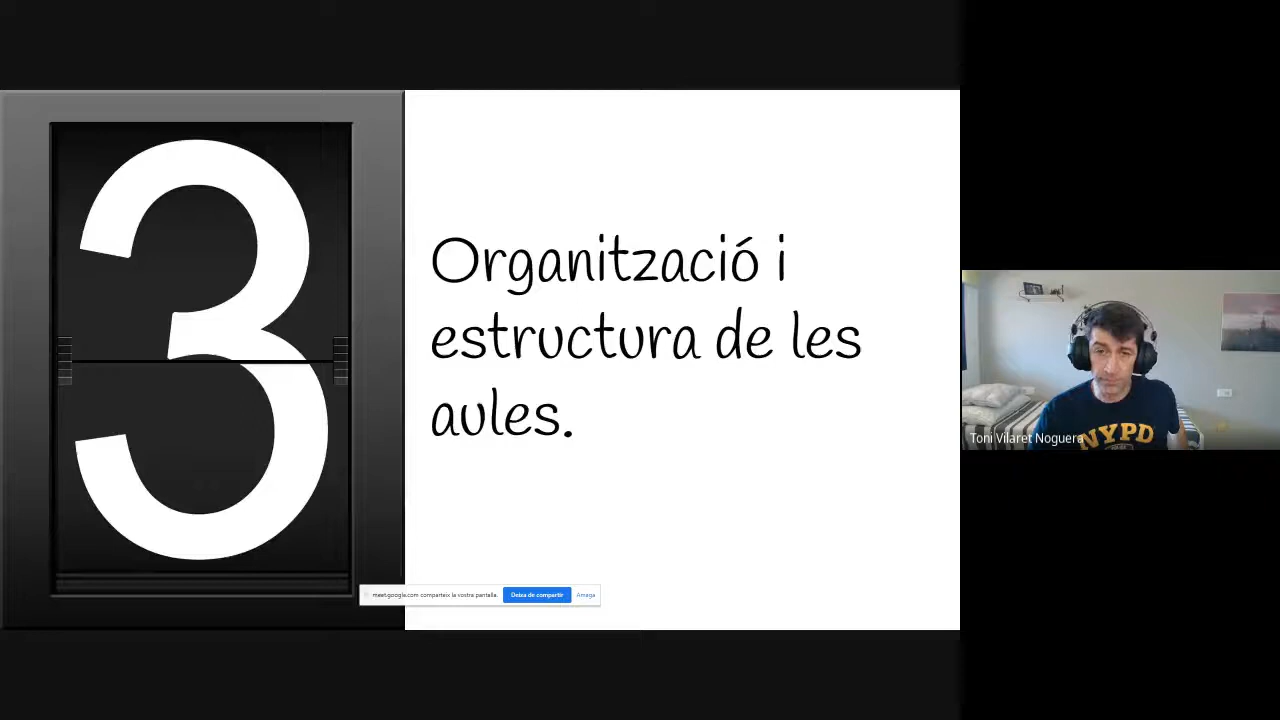 3
Organització i
estructura de les
aules.
meet.google.com comparteix la vostra pantalla.
Deixa de compartir
Amaga
Toni Vilaret Noguera
NYPD